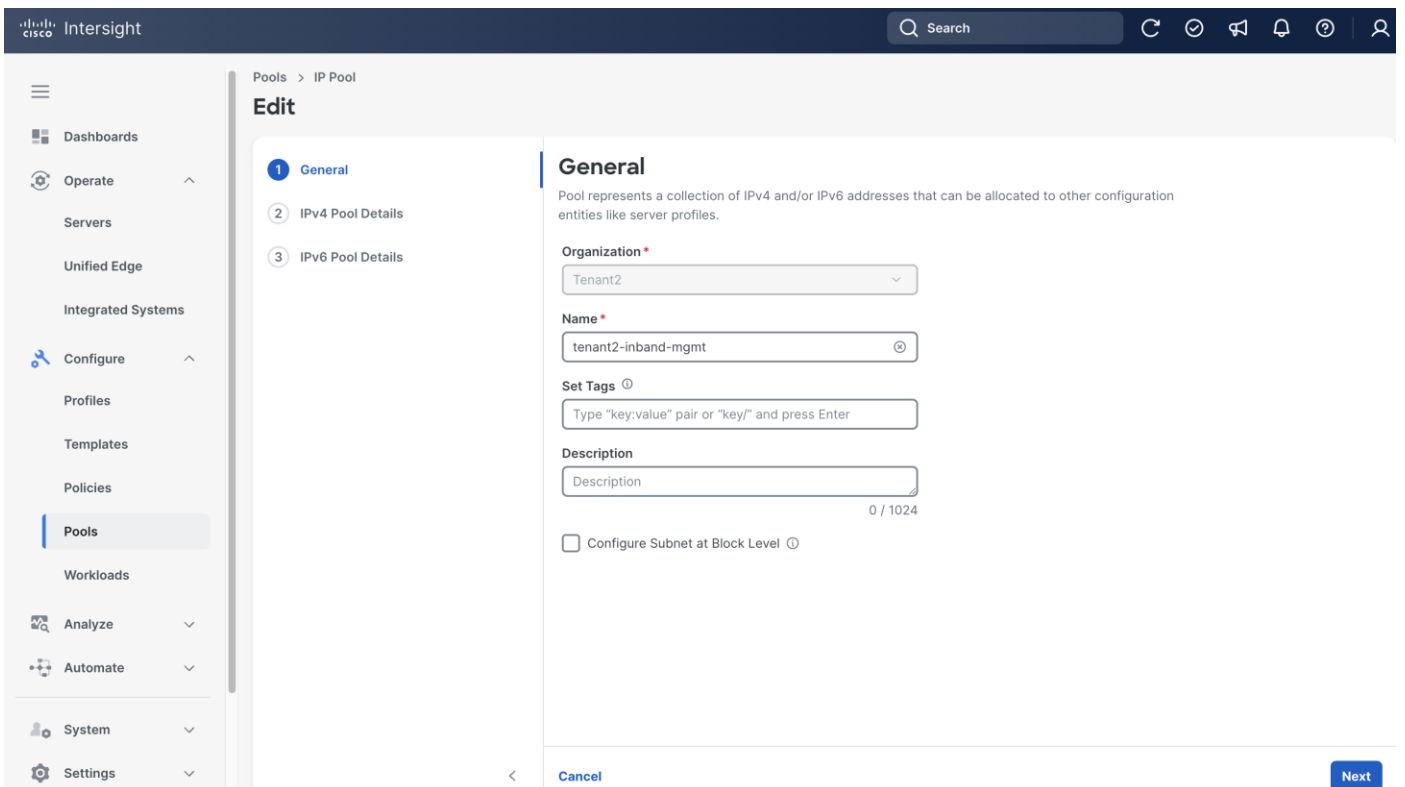 cisco Intersight
Search
Pools > IP Pool
Edit
Dashboards
Operate
Servers
Unified Edge
Integrated Systems
Configure
Profiles
Templates
Policies
Pools
Workloads
Analyze
Automate
System
Settings
1 General
2 IPv4 Pool Details
3 IPv6 Pool Details
General
Pool represents a collection of IPv4 and/or IPv6 addresses that can be allocated to other configuration
entities like server profiles.
Organization *
Tenant2
Name *
tenant2-inband-mgmt
Set Tags
Type "key:value" pair or "key/" and press Enter
Description
Description
0 / 1024
Configure Subnet at Block Level
Cancel
Next